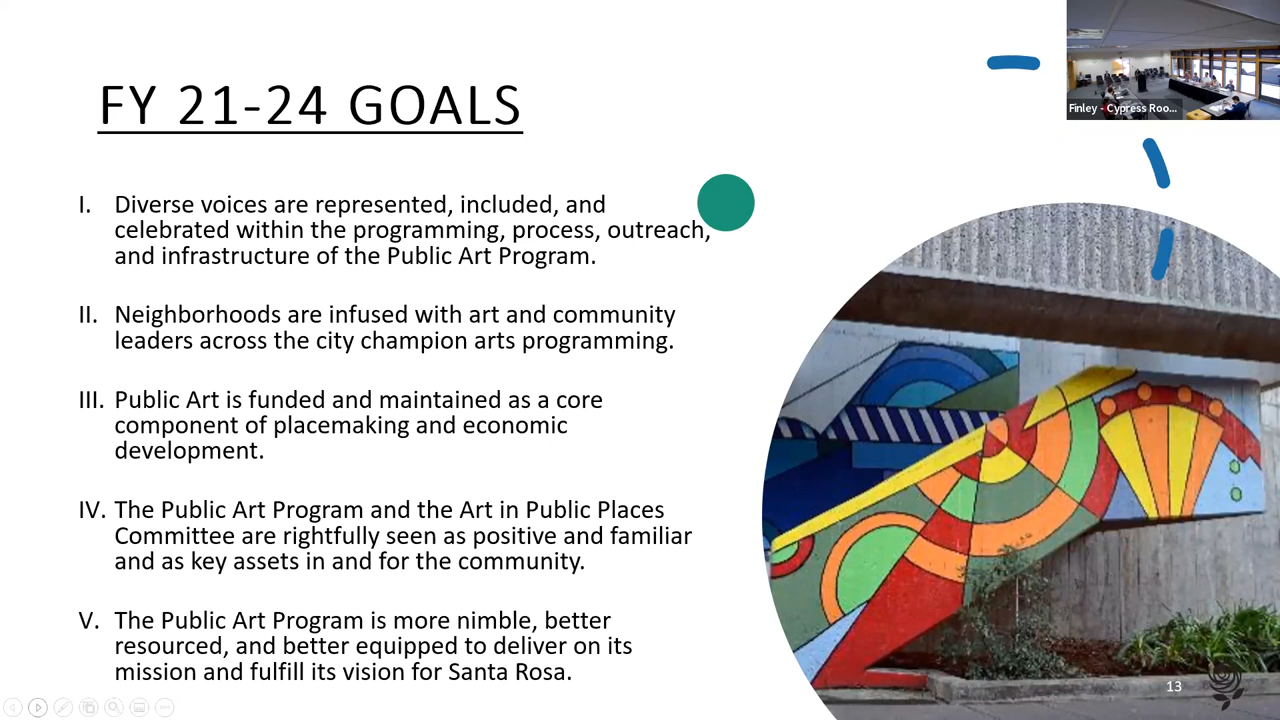 FY 21-24 GOALS
Finley - Cypress Roo...
I. Diverse voices are represented, included, and
celebrated within the programming, process, outreach,
and infrastructure of the Public Art Program.
II. Neighborhoods are infused with art and community
leaders across the city champion arts programming.
III. Public Art is funded and maintained as a core
component of placemaking and economic
development.
IV. The Public Art Program and the Art in Public Places
Committee are rightfully seen as positive and familiar
and as key assets in and for the community.
V. The Public Art Program is more nimble, better
resourced, and better equipped to deliver on its
mission and fulfill its vision for Santa Rosa.
13